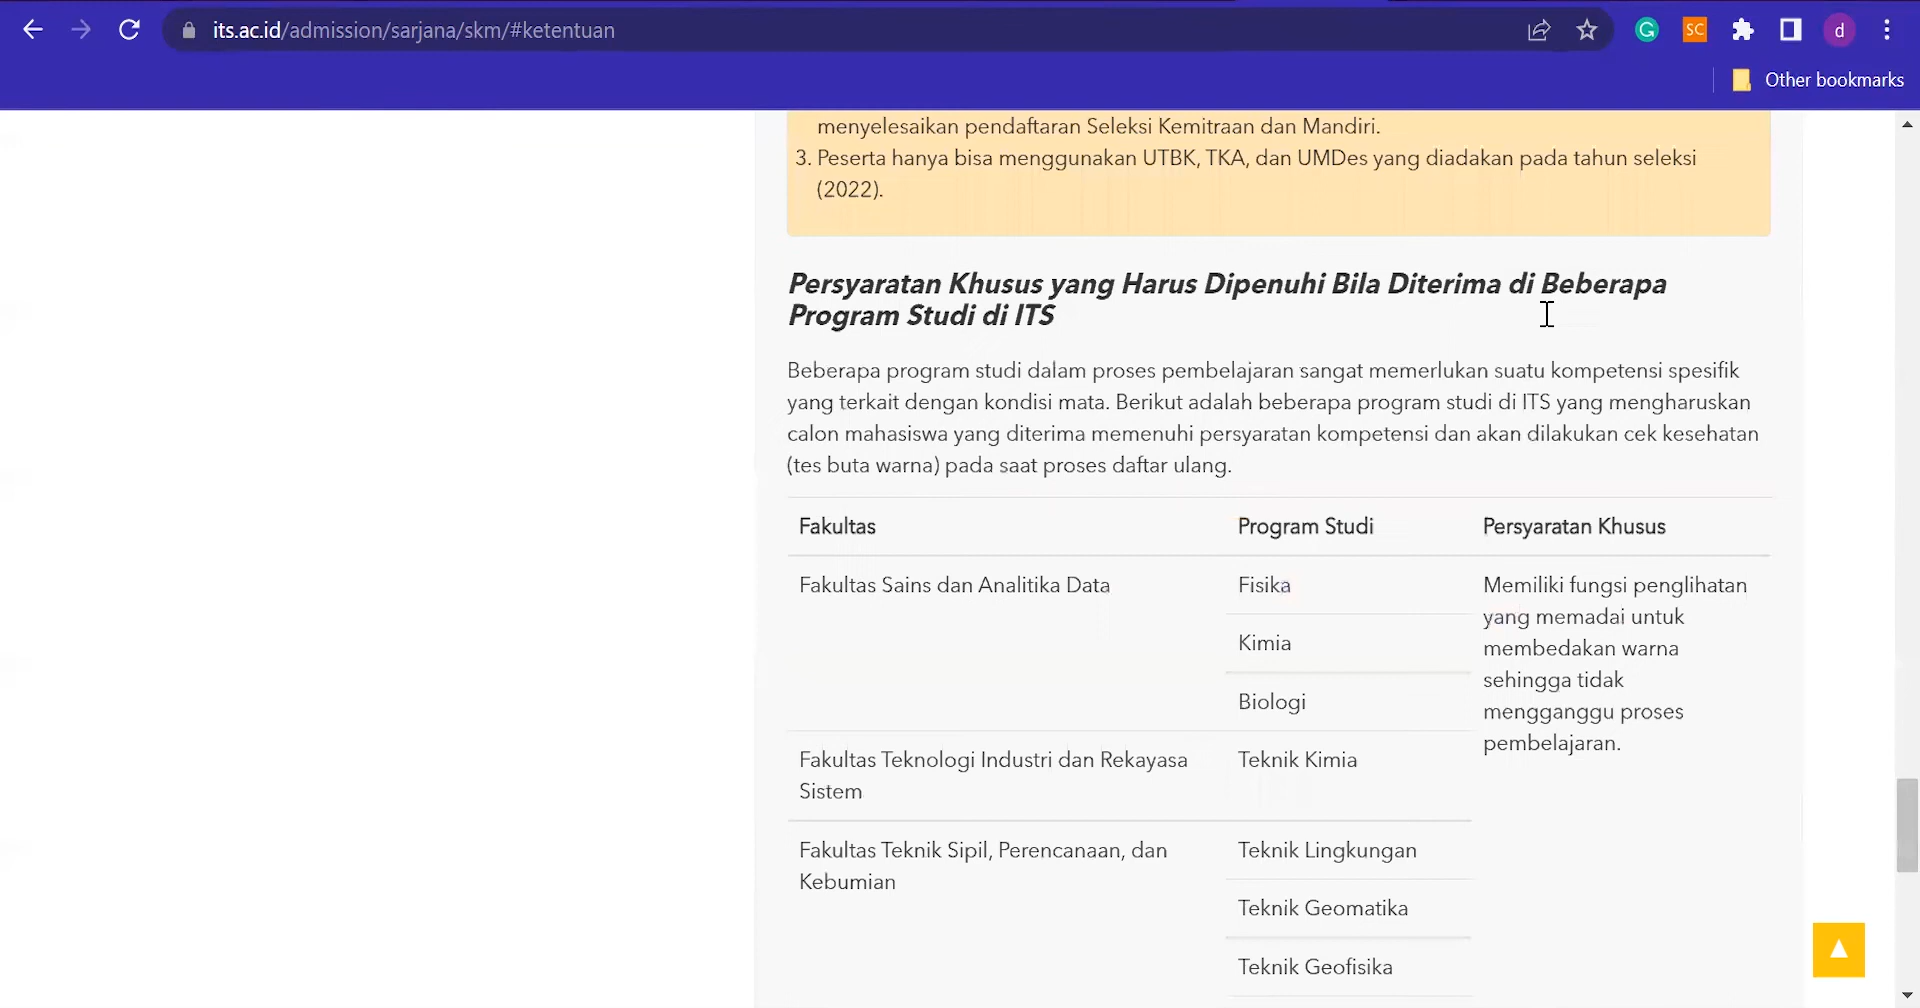 its.ac.id/admission/sarjana/skm/#ketentuan
SC
d
Other bookmarks
menyelesaikan pendaftaran Seleksi Kemitraan dan Mandiri.
3. Peserta hanya bisa menggunakan UTBK, TKA, dan UMDes yang diadakan pada tahun seleksi
(2022).
Persyaratan Khusus yang Harus Dipenuhi Bila Diterima di Beberapa
Program Studi di ITS
Beberapa program studi dalam proses pembelajaran sangat memerlukan suatu kompetensi spesifik
yang terkait dengan kondisi mata. Berikut adalah beberapa program studi di ITS yang mengharuskan
calon mahasiswa yang diterima memenuhi persyaratan kompetensi dan akan dilakukan cek kesehatan
(tes buta warna) pada saat proses daftar ulang.
Fakultas Program Studi Persyaratan Khusus
Fakultas Sains dan Analitika Data Fisika Memiliki fungsi penglihatan
yang memadai untuk
Kimia membedakan warna
sehingga tidak
Biologi mengganggu proses
pembelajaran.
Fakultas Teknologi Industri dan Rekayasa Teknik Kimia
Sistem
Fakultas Teknik Sipil, Perencanaan, dan Teknik Lingkungan
Kebumian
Teknik Geomatika
Teknik Geofisika